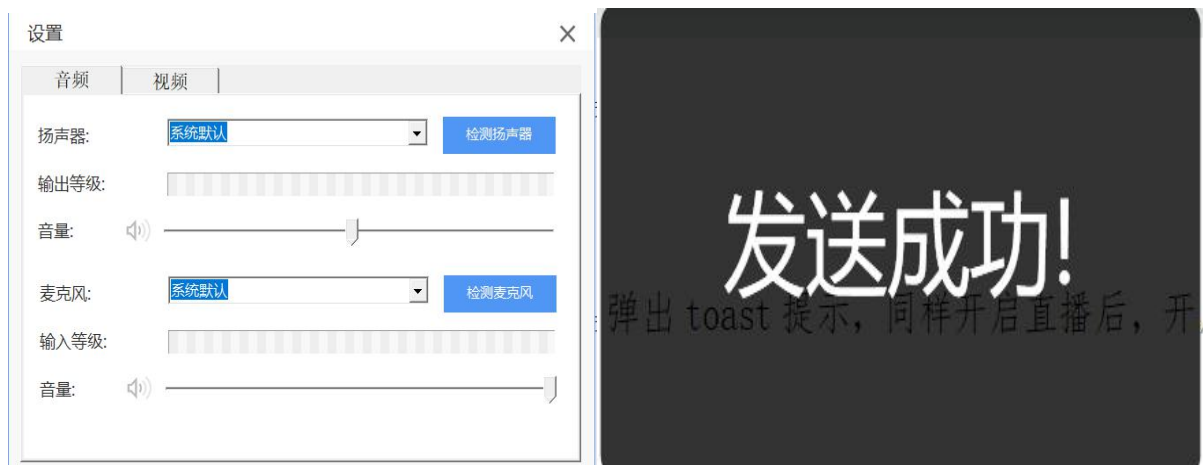 设置
音频
视频
扬声器:
系统默认
检测扬声器
输出等级:
音量:
麦克风:
系统默认
检测麦克风
输入等级:
音量:
发送成功!
弹出 toast 提示，同样开启直播后，开